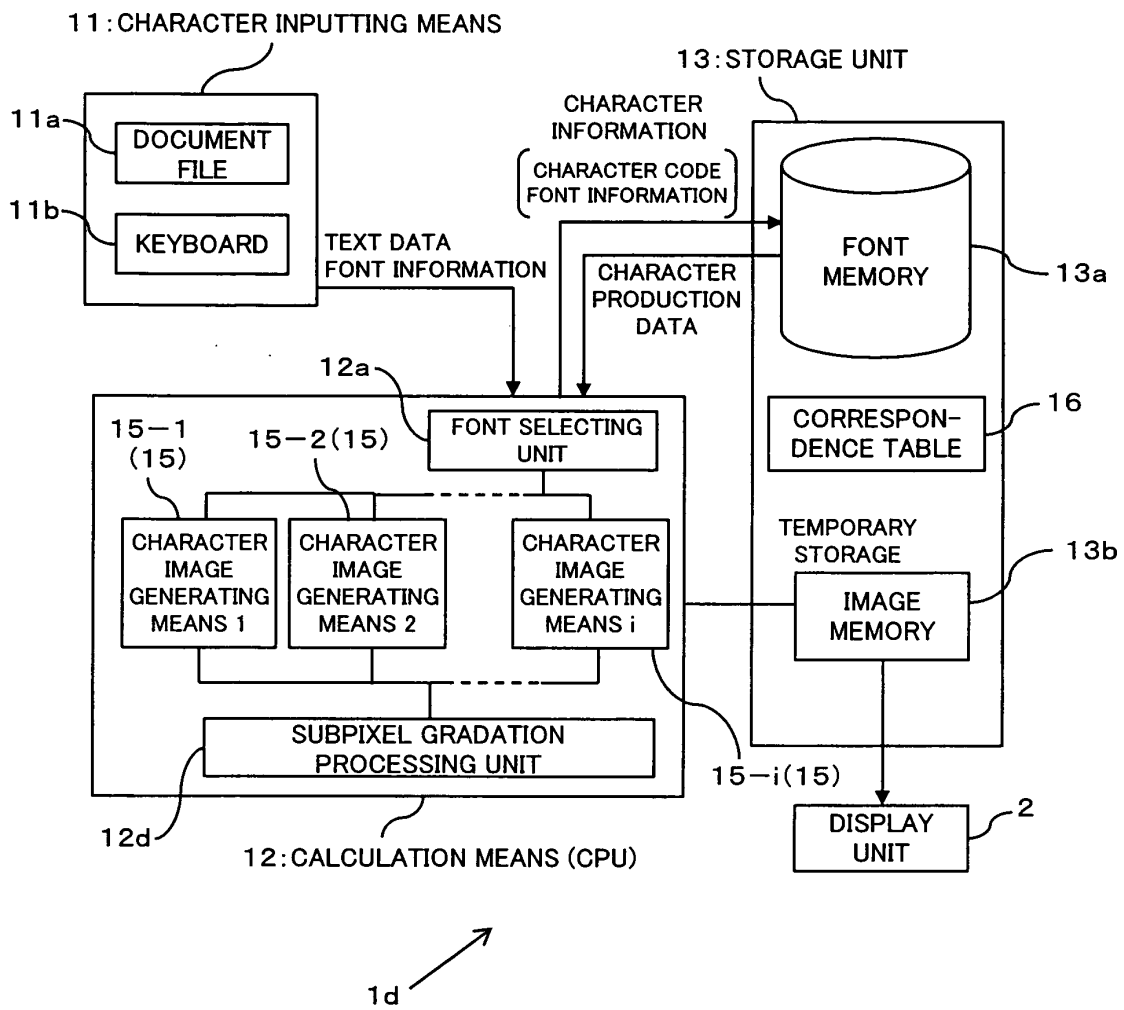 11:CHARACTER INPUTTING MEANS
11a
DOCUMENT
FILE
11b
KEYBOARD
TEXT DATA
FONT INFORMATION
13:STORAGE UNIT
CHARACTER
INFORMATION
CHARACTER CODE
FONT INFORMATION
FONT
MEMORY
13a
CHARACTER
PRODUCTION
DATA
12a
FONT SELECTING
UNIT
16
CORRESPON-
DENCE TABLE
15-1
(15)
15-2(15)
CHARACTER
IMAGE
GENERATING
MEANS 1
CHARACTER
IMAGE
GENERATING
MEANS 2
CHARACTER
IMAGE
GENERATING
MEANS i
TEMPORARY
STORAGE
13b
IMAGE
MEMORY
SUBPIXEL GRADATION
PROCESSING UNIT
15-i(15)
12d
12:CALCULATION MEANS (CPU)
DISPLAY
UNIT
2
1d